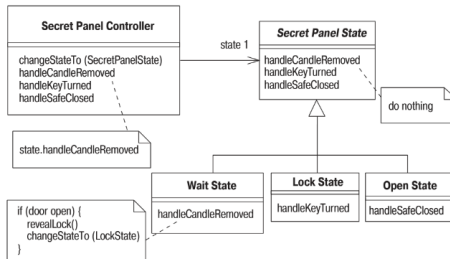 Secret Panel Controller
changeStateTo (SecretPanelState)
handleCandleRemoved
handleKeyTurned
handleSafeClosed
state 1
Secret Panel State
handleCandleRemoved
handleKeyTurned
handleSafeClosed
do nothing
state.handleCandleRemoved
Wait State
handleCandleRemoved
Lock State
handleKeyTurned
Open State
handleSafeClosed
if (door open) {
revealLock()
changeStateTo (LockState)
}